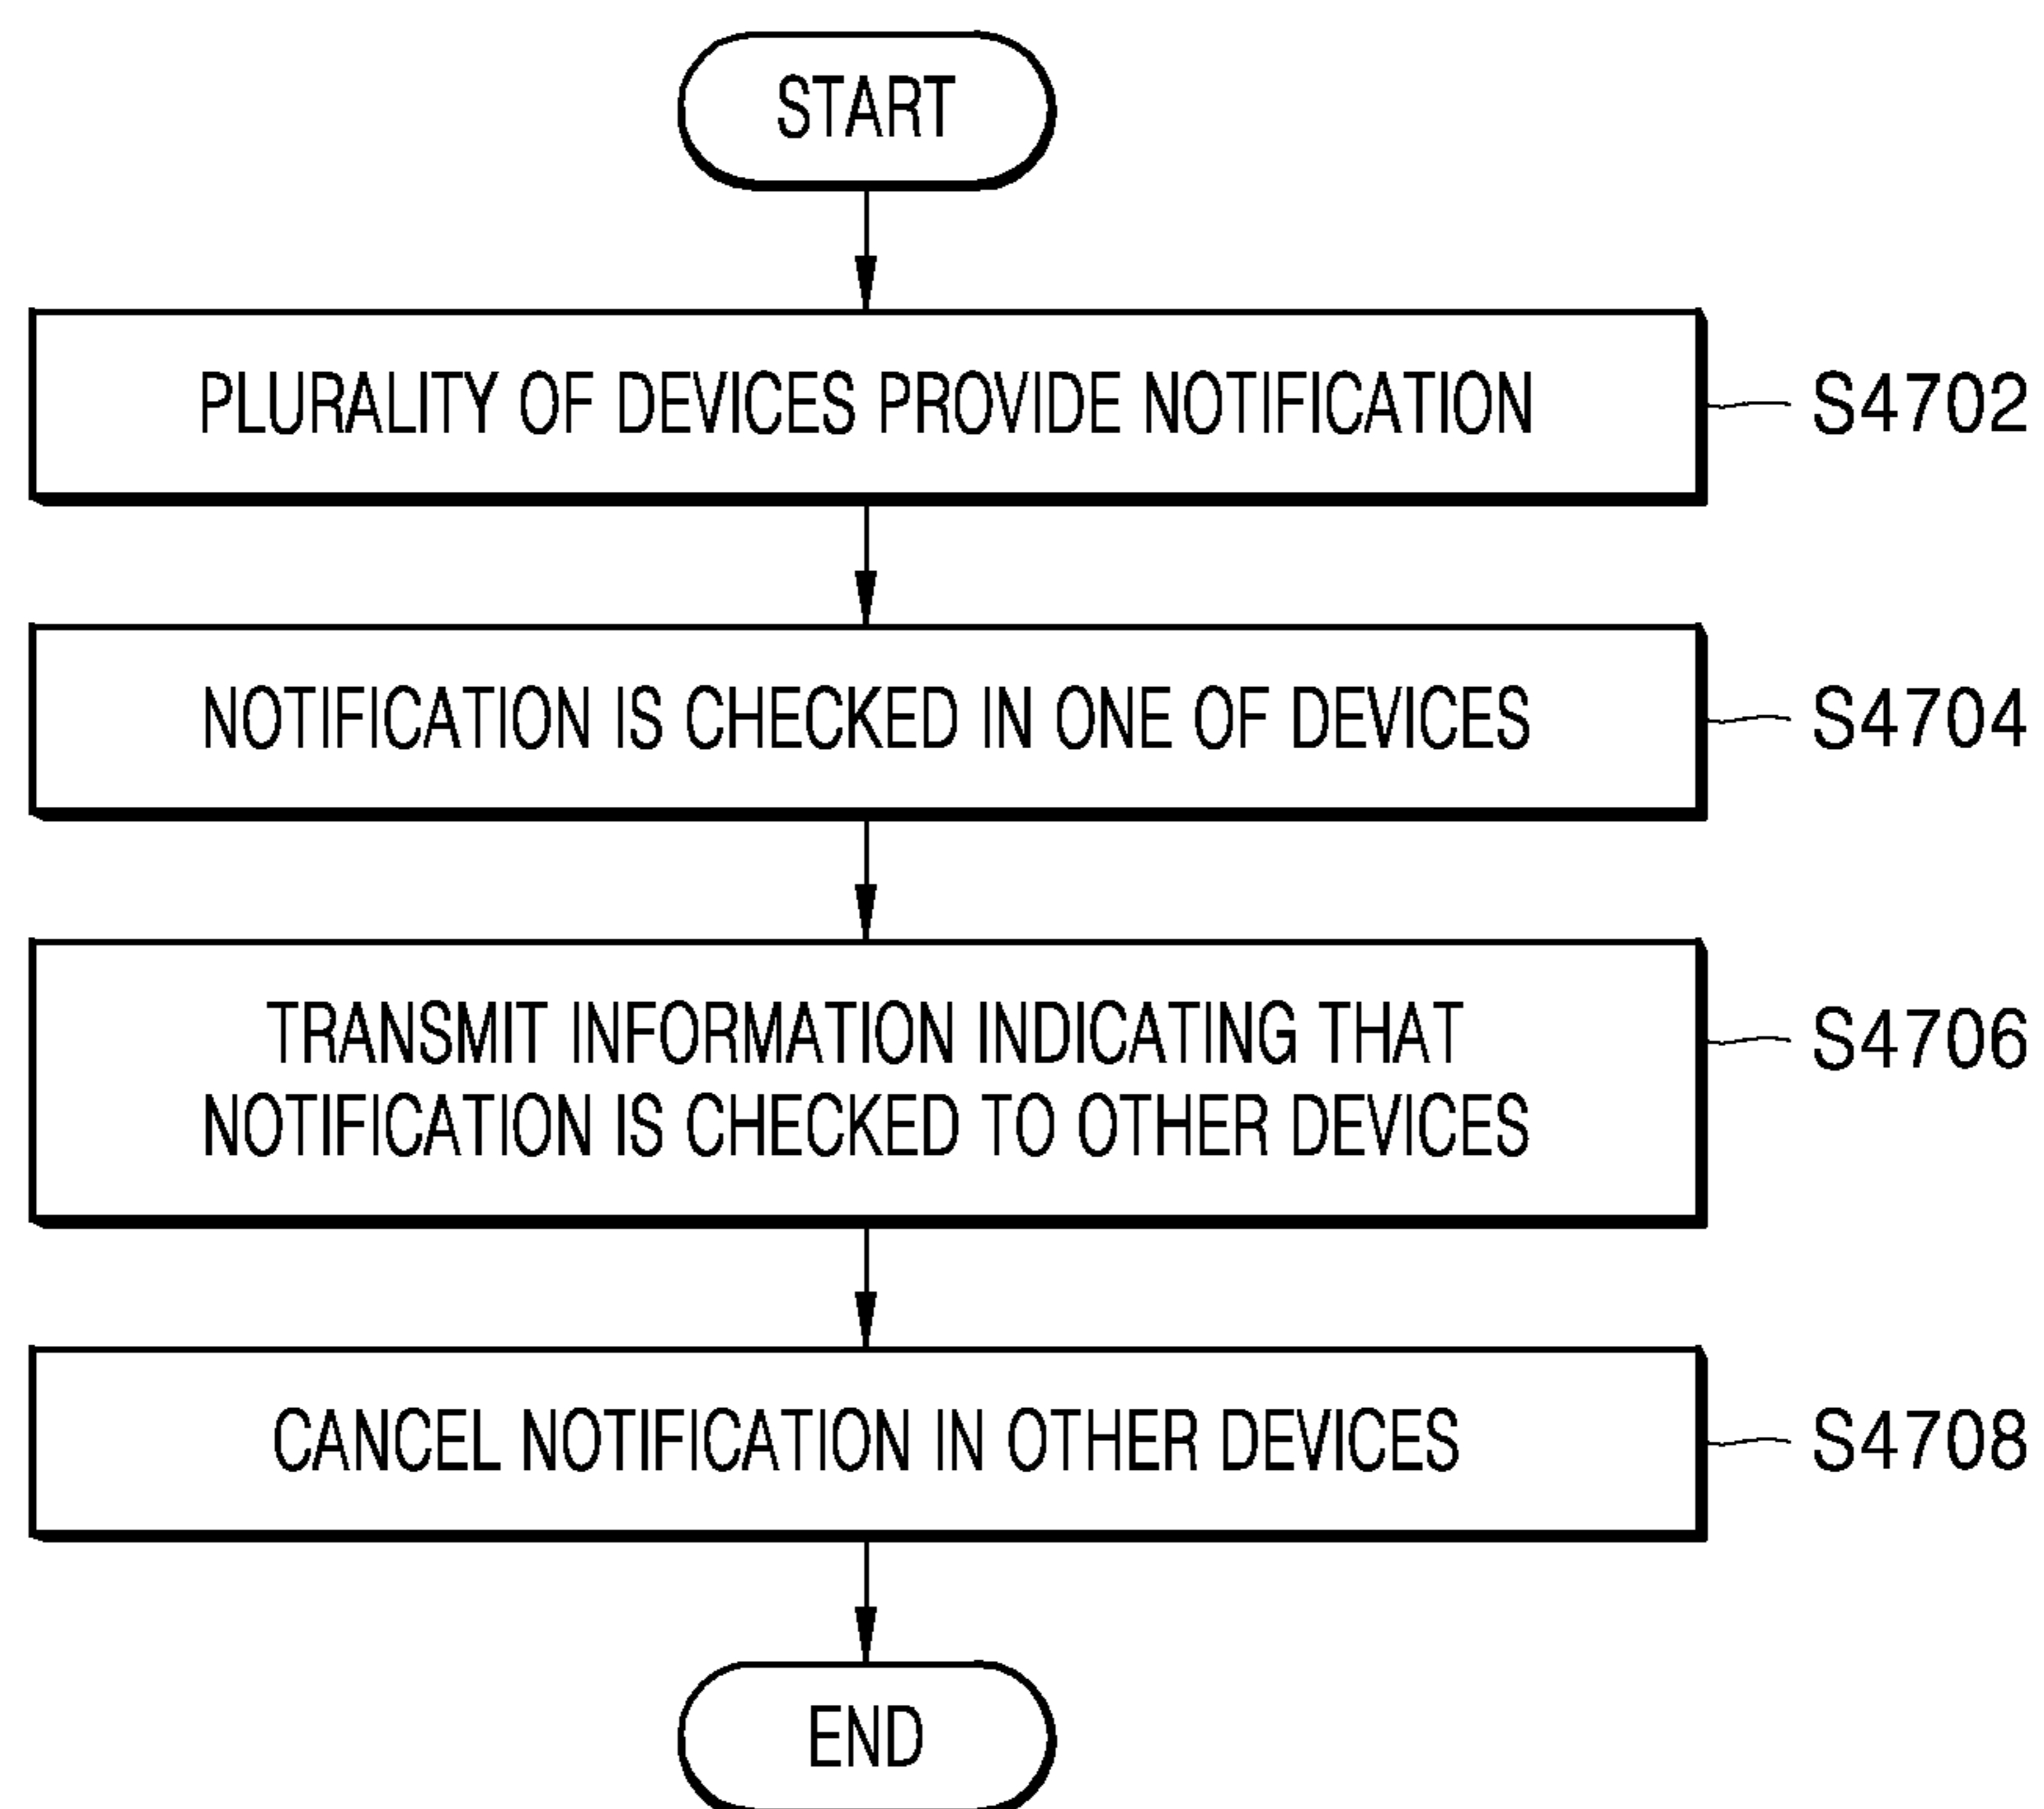 START
PLURALITY OF DEVICES PROVIDE NOTIFICATION
S4702
NOTIFICATION IS CHECKED IN ONE OF DEVICES
S4704
TRANSMIT INFORMATION INDICATING THAT
NOTIFICATION IS CHECKED TO OTHER DEVICES
S4706
CANCEL NOTIFICATION IN OTHER DEVICES
S4708
END